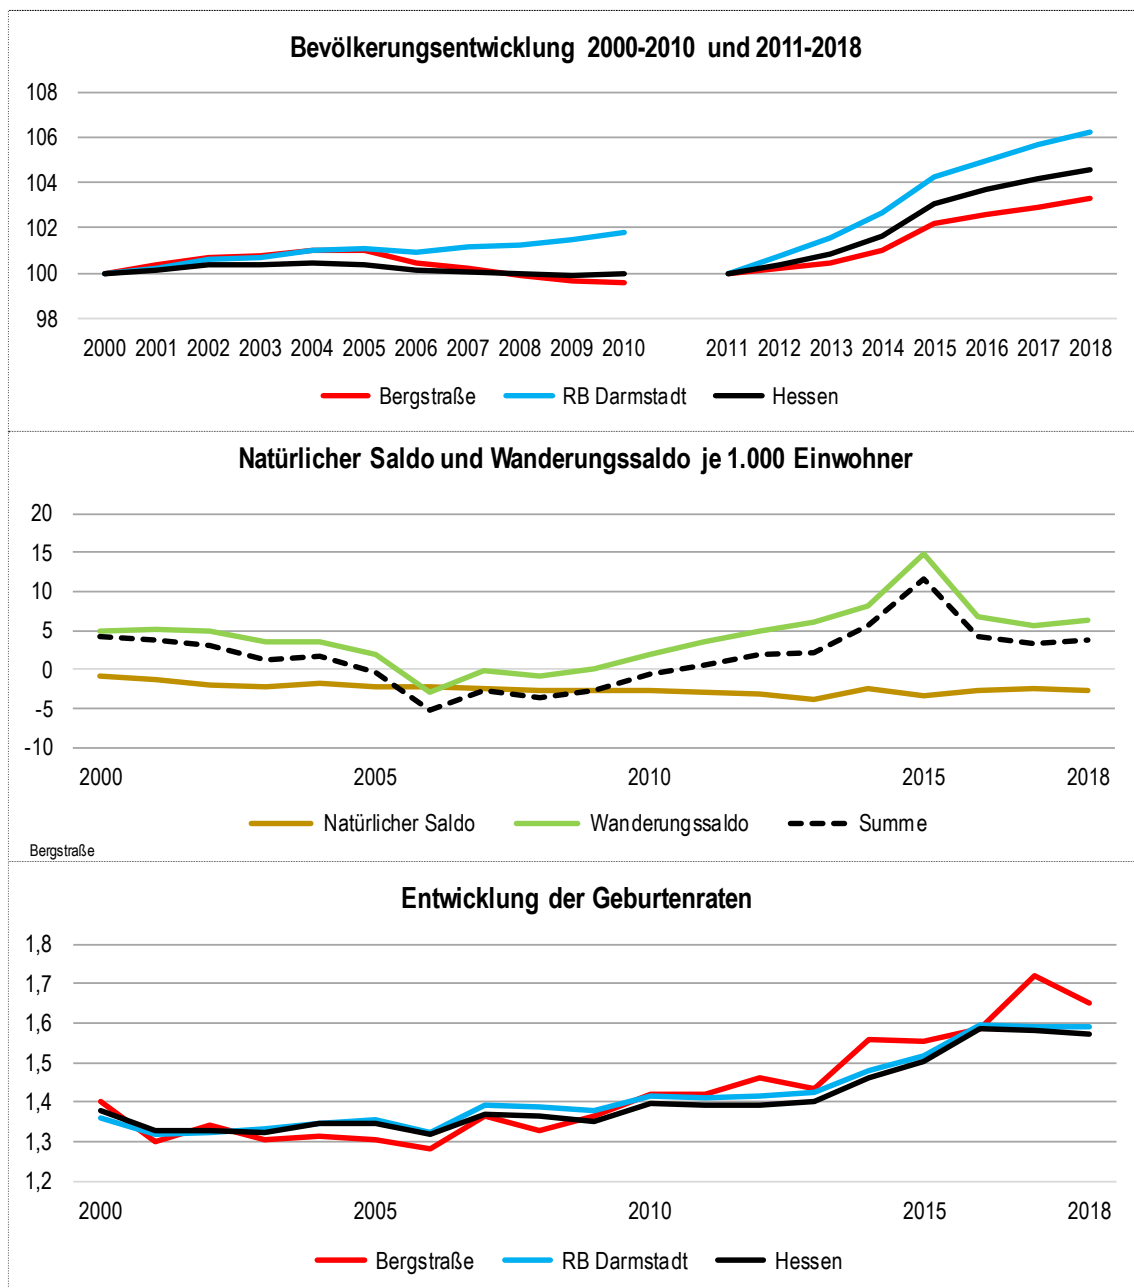 Bevölkerungsentwicklung 2000-2010 und 2011-2018
108
106
104
102
100
98
2000 2001 2002 2003 2004 2005 2006 2007 2008 2009 2010 2011 2012 2013 2014 2015 2016 2017 2018
Bergstraße RB Darmstadt Hessen
Natürlicher Saldo und Wanderungssaldo je 1.000 Einwohner
20
15
10
5
0
-5
-10
2000 2005 2010 2015 2018
Natürlicher Saldo Wanderungssaldo Summe
Bergstraße
Entwicklung der Geburtenraten
1,8
1,7
1,6
1,5
1,4
1,3
1,2
2000 2005 2010 2015 2018
Bergstraße RB Darmstadt Hessen